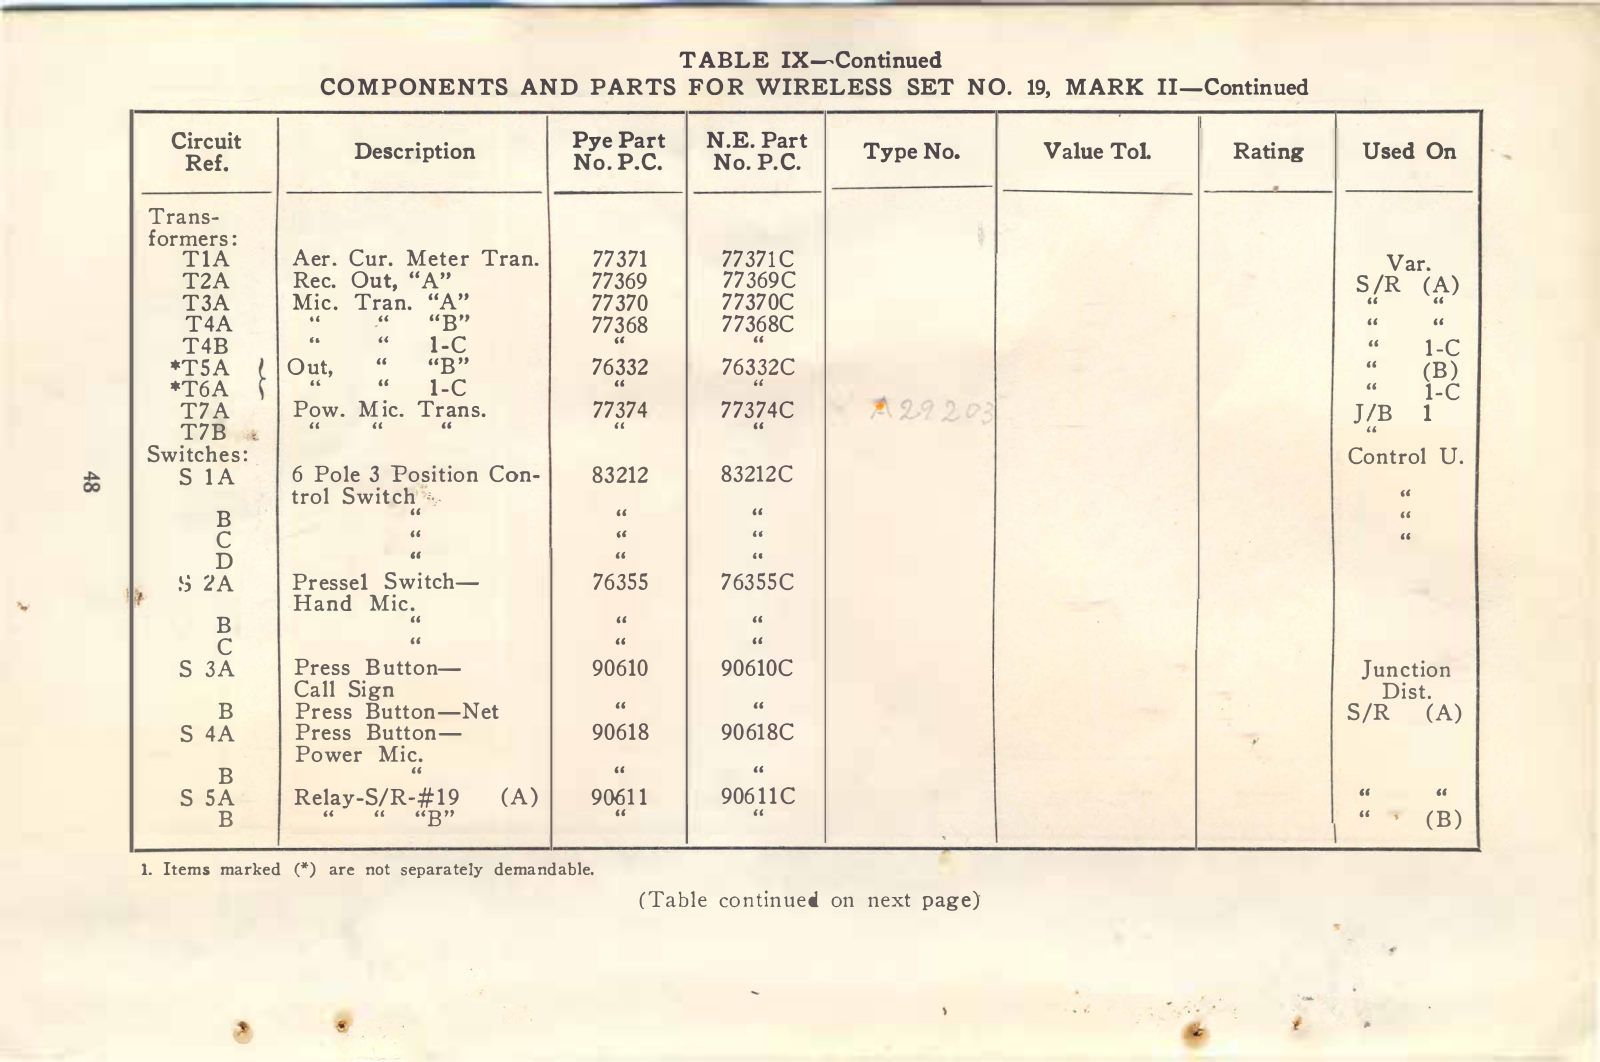 TABLE IX—Continued
COMPONENTS AND PARTS FOR WIRELESS SET NO. 19, MARK II—Continued
Circuit Ref. Description Pye Part No. P.C. N.E. Part No. P.C. Type No. Value Tol. Rating Used On
Trans-
formers:
T1A Aer. Cur. Meter Tran. 77371 77371C Var.
T2A Rec. Out, “A” 77369 77369C S/R (A)
T3A Mic. Tran. “A” 77370 77370C “ “
T4A “ “ “B” 77368 77368C “ “
T4B “ “ 1-C “ “ “ 1-C
*T5A { Out, “ “B” 76332 76332C “ (B)
*T6A { “ “ 1-C “ “ “ 1-C
T7A Pow. Mic. Trans. 77374 77374C A29203 J/B 1
T7B “ “ “ “ “ “
Switches: Control U.
S 1A 6 Pole 3 Position Con- 83212 83212C
trol Switch “
B “ “ “ “
C “ “ “ “
D “ “ “
S 2A Pressel Switch— 76355 76355C
Hand Mic.
B “ “ “
C “ “ “
S 3A Press Button— 90610 90610C Junction
Call Sign Dist.
B Press Button—Net “ “ S/R (A)
S 4A Press Button— 90618 90618C
Power Mic.
B “ “ “
S 5A Relay-S/R-#19 (A) 90611 90611C “ “
B “ “ “B” “ “ “ (B)
1. Items marked (*) are not separately demandable.
(Table continued on next page)
48